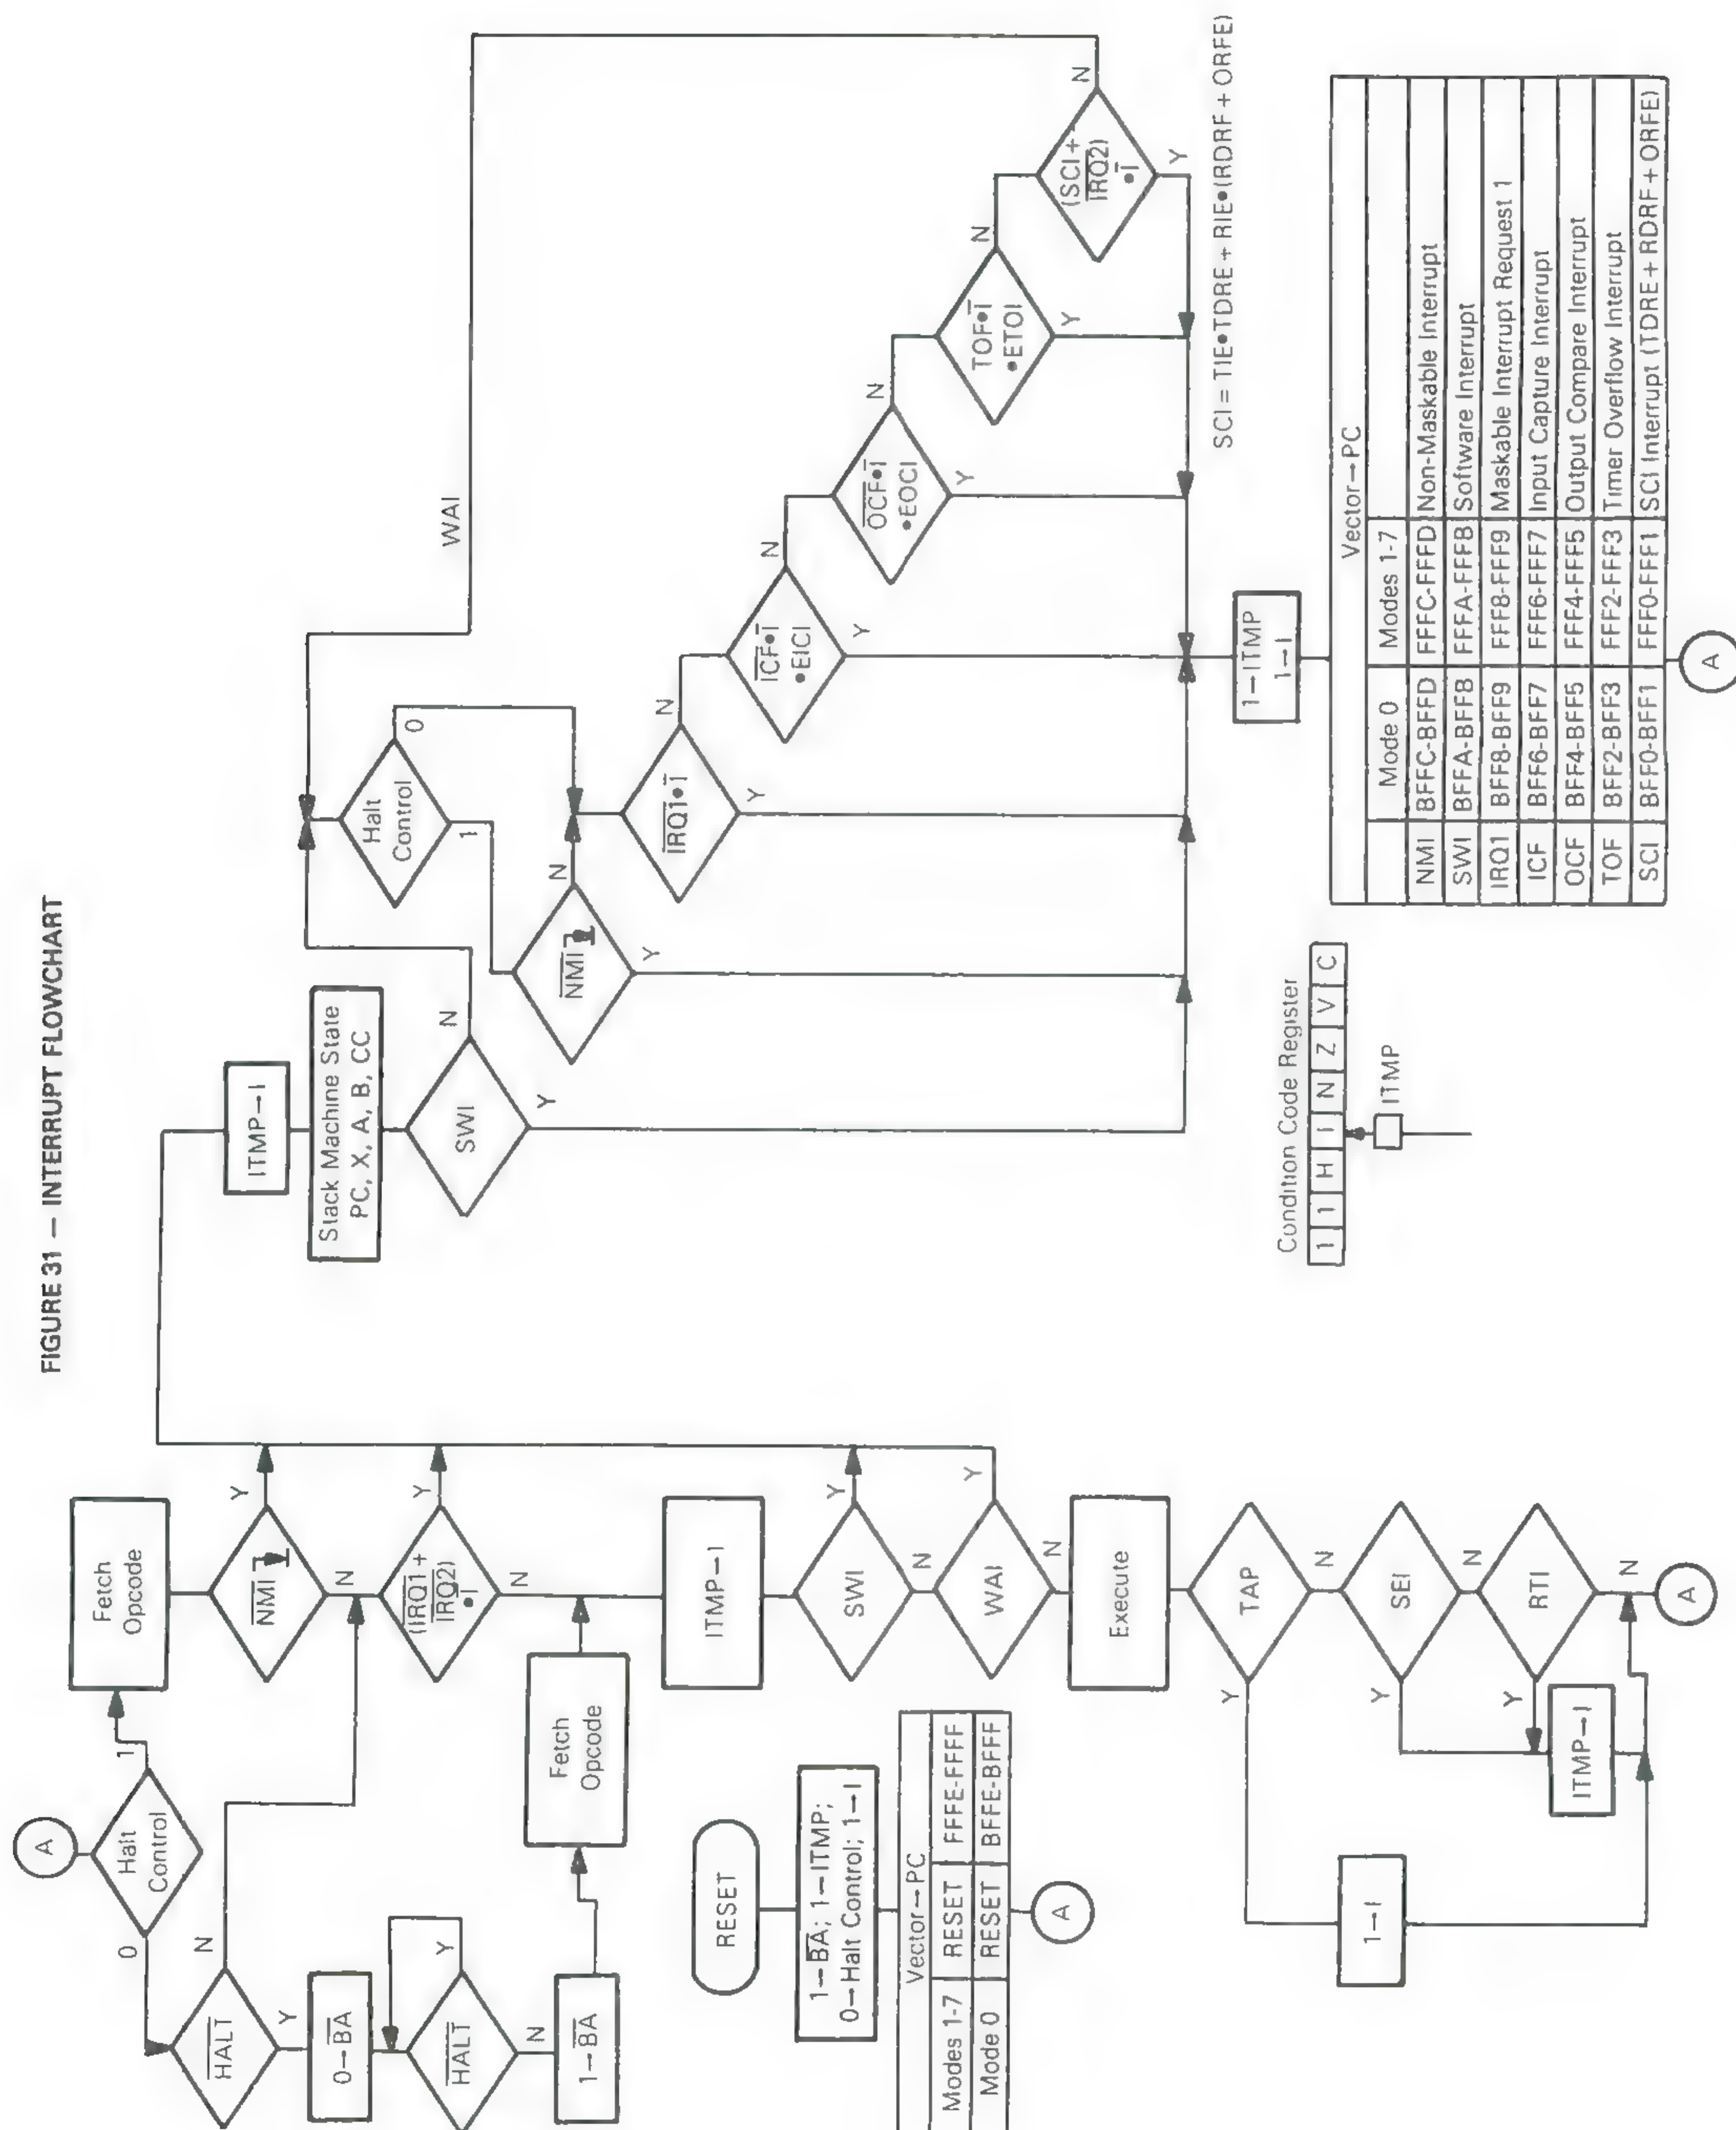 FIGURE 31 — INTERRUPT FLOWCHART
A
Halt
Control
0
1
Fetch
Opcode
HALT
N
Y
0→BA
HALT
Y
N
1→BA
Fetch
Opcode
NMI
Y
N
(IRQ1 +
IRQ2)
•I
Y
N
ITMP→I
SWI
Y
N
WAI
Y
N
Execute
TAP
Y
N
SEI
Y
N
RTI
Y
N
ITMP→I
1→I
A
RESET
1→BA; 1→ITMP;
0→Halt Control; 1→I
Vector→PC
Modes 1-7 RESET FFFE-FFFF
Mode 0 RESET BFFE-BFFF
A
ITMP→I
Stack Machine State
PC, X, A, B, CC
SWI
N
Y
WAI
Halt
Control
0
1
NMI
N
Y
IRQ1•I
N
Y
ICF•I
•EICI
N
Y
OCF•I
•EOCI
N
Y
TOF•I
•ETOI
N
Y
(SCI +
IRQ2)
•I
N
Y
SCI = TIE•TDRE + RIE•(RDRF + ORFE)
1→ITMP
1→I
Condition Code Register
1 1 H I N Z V C
ITMP
Vector→PC
Mode 0 Modes 1-7
NMI BFFC-BFFD FFFC-FFFD Non-Maskable Interrupt
SWI BFFA-BFFB FFFA-FFFB Software Interrupt
IRQ1 BFF8-BFF9 FFF8-FFF9 Maskable Interrupt Request 1
ICF BFF6-BFF7 FFF6-FFF7 Input Capture Interrupt
OCF BFF4-BFF5 FFF4-FFF5 Output Compare Interrupt
TOF BFF2-BFF3 FFF2-FFF3 Timer Overflow Interrupt
SCI BFF0-BFF1 FFF0-FFF1 SCI Interrupt (TDRE + RDRF + ORFE)
A